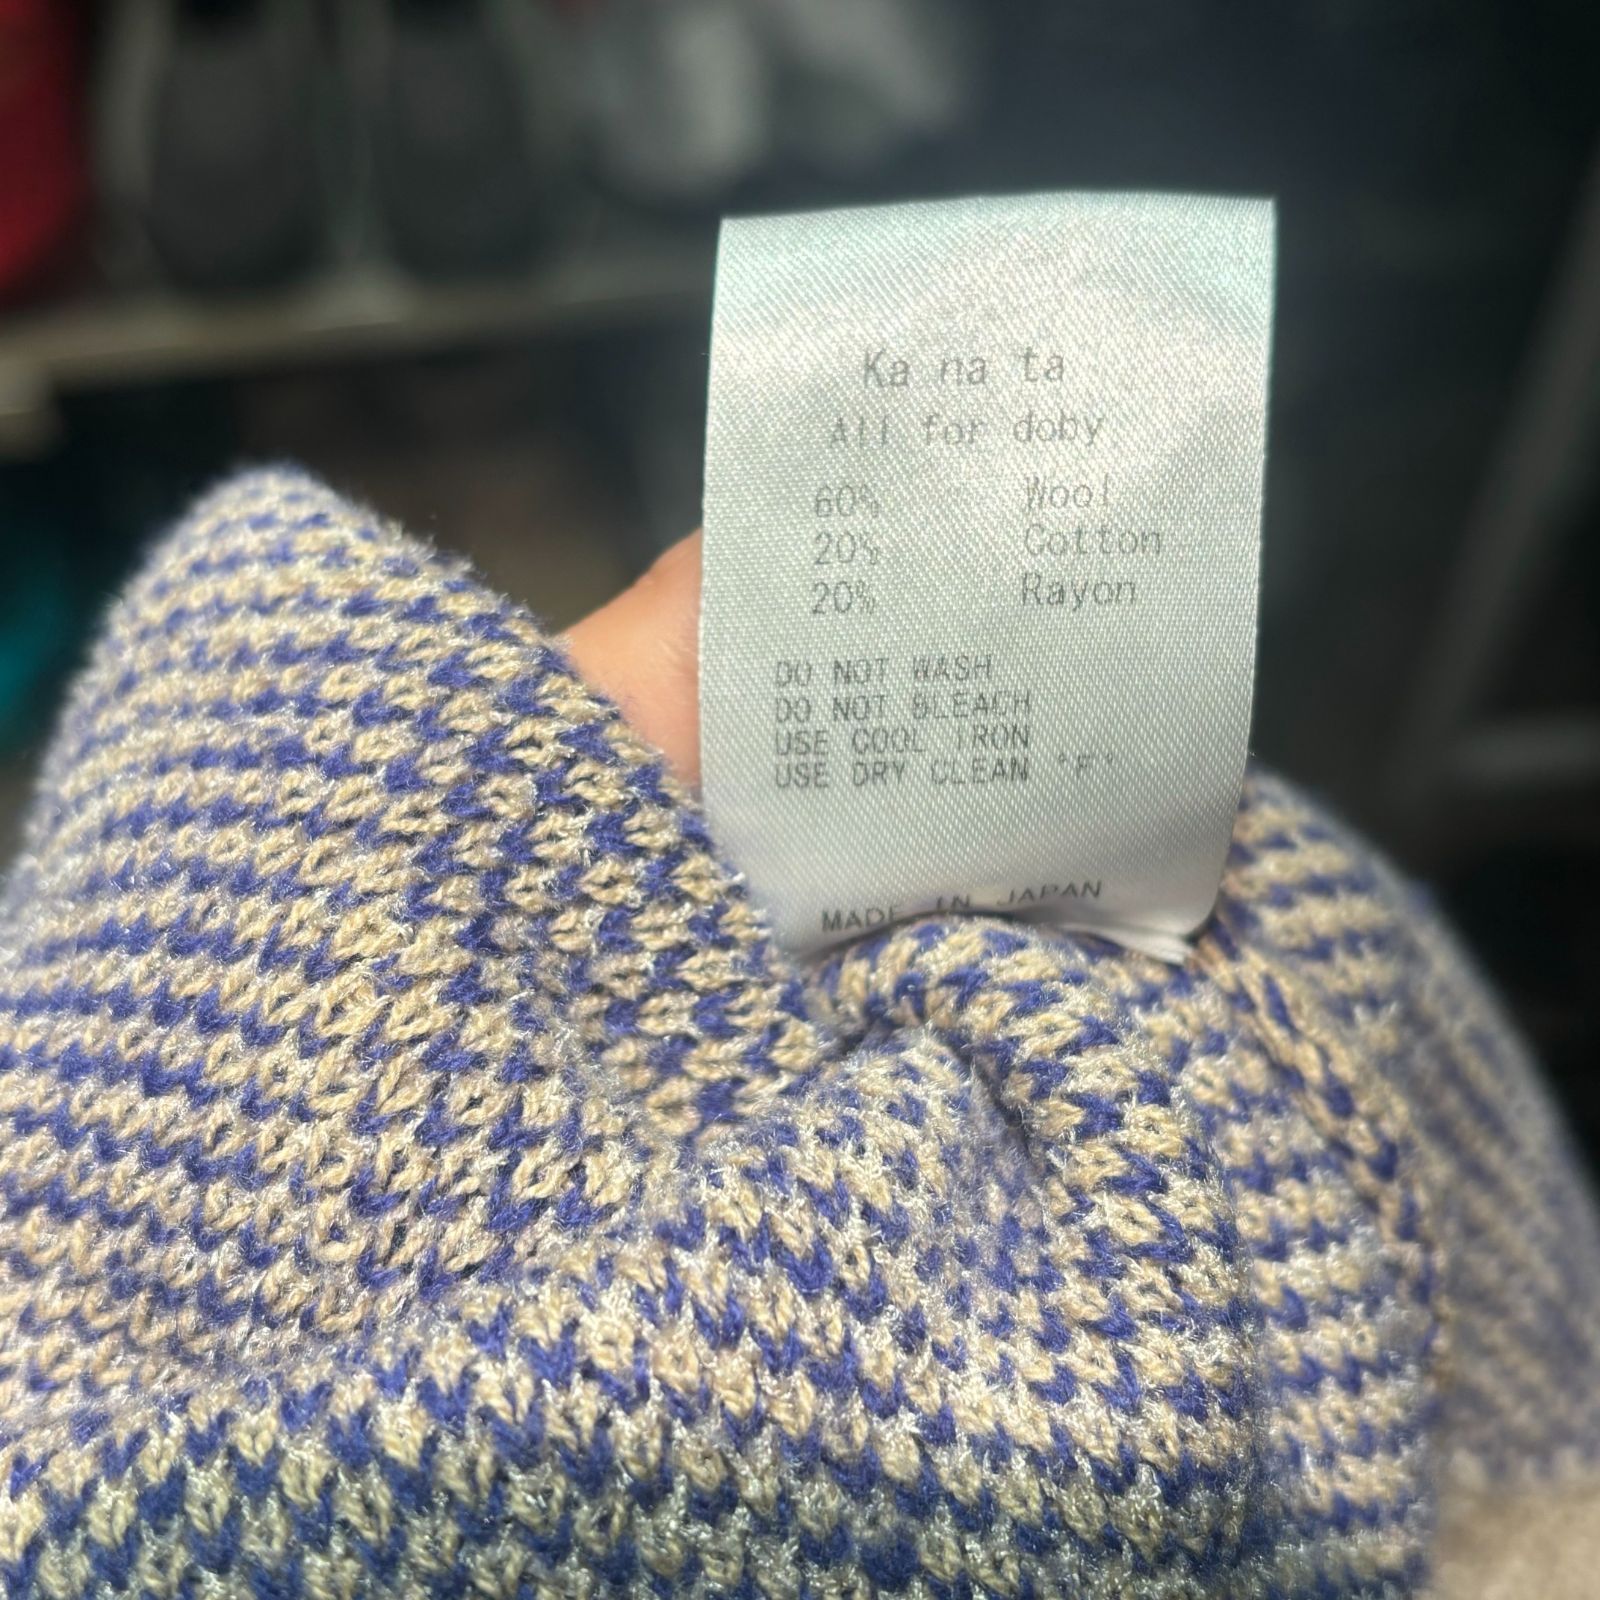 Ka na ta
All for doby
60% Wool
20% Cotton
20% Rayon
DO NOT WASH
DO NOT BLEACH
USE COOL IRON
USE DRY CLEAN "F"
MADE IN JAPAN